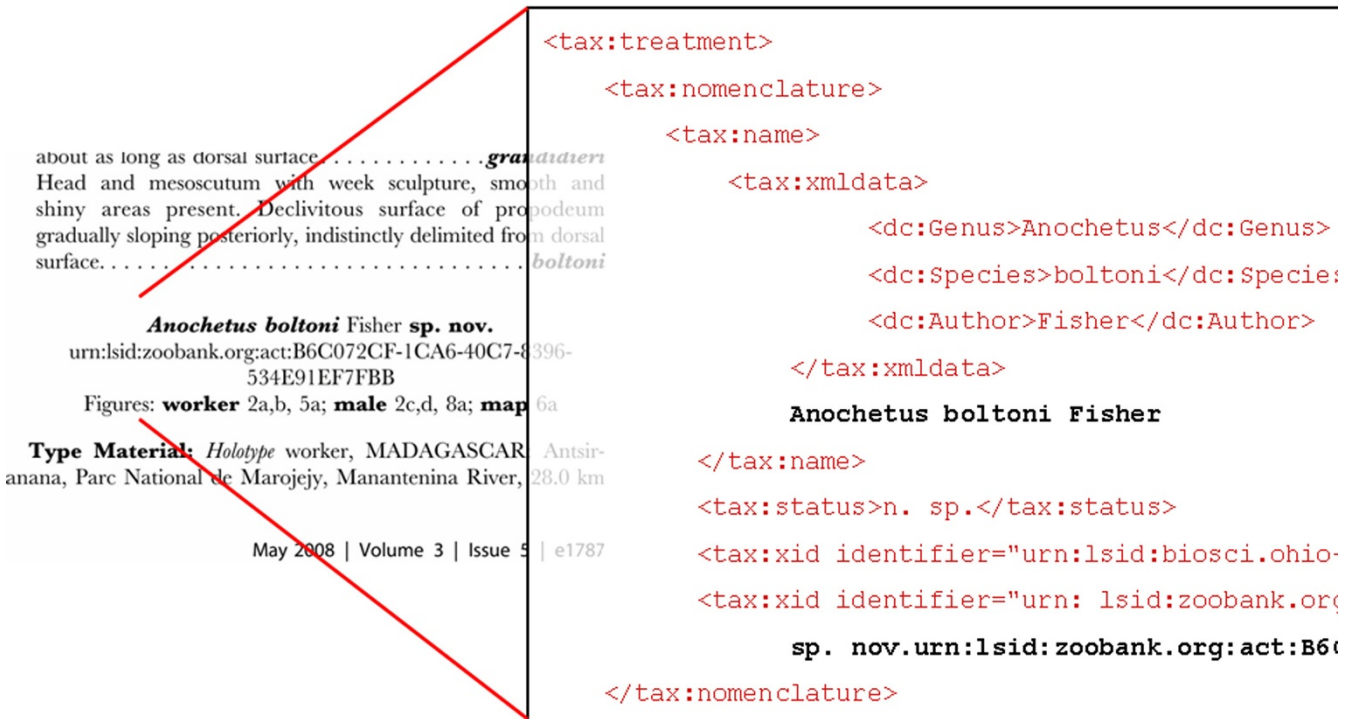 about as long as dorsal surface. . . . . . . . . . . . . grandidieri
Head and mesoscutum with week sculpture, smooth and
shiny areas present. Declivitous surface of propodeum
gradually sloping posteriorly, indistinctly delimited from dorsal
surface. . . . . . . . . . . . . . . . . . . . . . . . . . . . . . . . . boltoni
Anochetus boltoni Fisher sp. nov.
urn:lsid:zoobank.org:act:B6C072CF-1CA6-40C7-8396-
534E91EF7FBB
Figures: worker 2a,b, 5a; male 2c,d, 8a; map 6a
Type Material: Holotype worker, MADAGASCAR, Antsir-
anana, Parc National de Marojejy, Manantenina River, 28.0 km
May 2008 | Volume 3 | Issue 5 | e1787
<tax:treatment>
<tax:nomenclature>
<tax:name>
<tax:xmldata>
<dc:Genus>Anochetus</dc:Genus>
<dc:Species>boltoni</dc:Species
<dc:Author>Fisher</dc:Author>
</tax:xmldata>
Anochetus boltoni Fisher
</tax:name>
<tax:status>n. sp.</tax:status>
<tax:xid identifier="urn:lsid:biosci.ohio-
<tax:xid identifier="urn: lsid:zoobank.org
sp. nov.urn:lsid:zoobank.org:act:B6C
</tax:nomenclature>